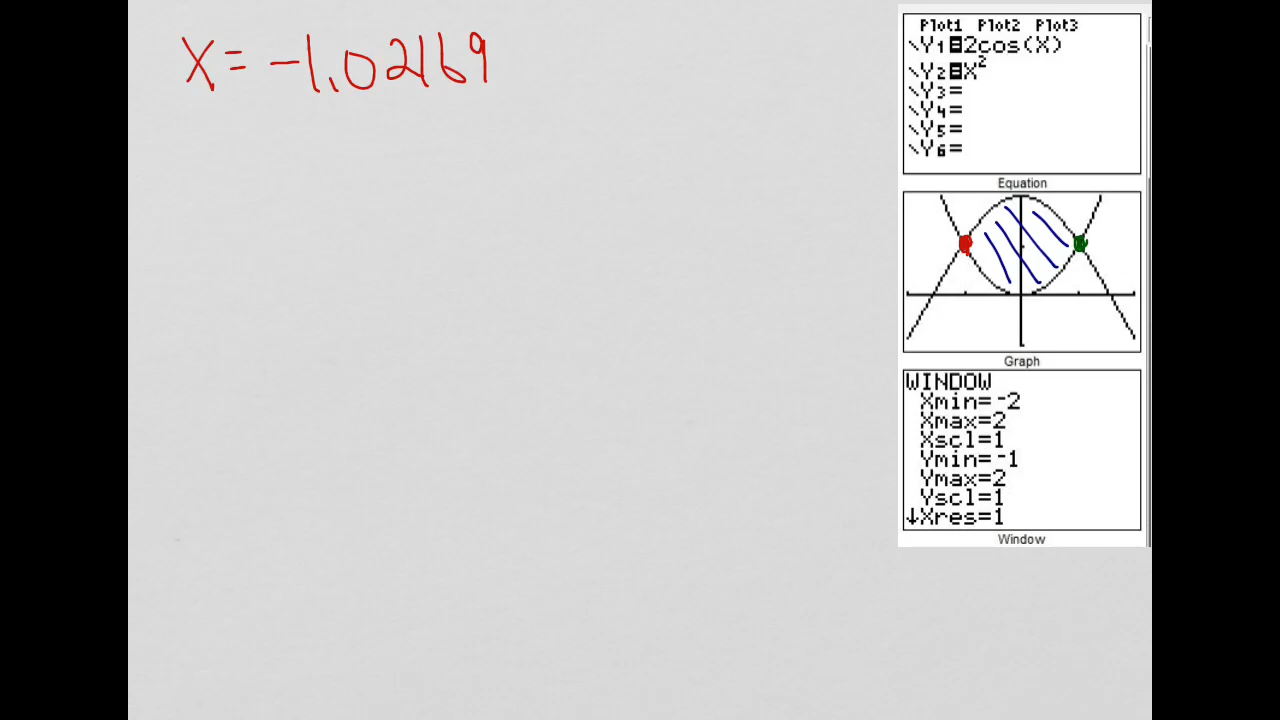 X = -1.02169
Plot1 Plot2 Plot3
\Y1=2cos(X)
\Y2=X²
\Y3=
\Y4=
\Y5=
\Y6=
Equation
Graph
WINDOW
Xmin=-2
Xmax=2
Xscl=1
Ymin=-1
Ymax=2
Yscl=1
↓Xres=1
Window